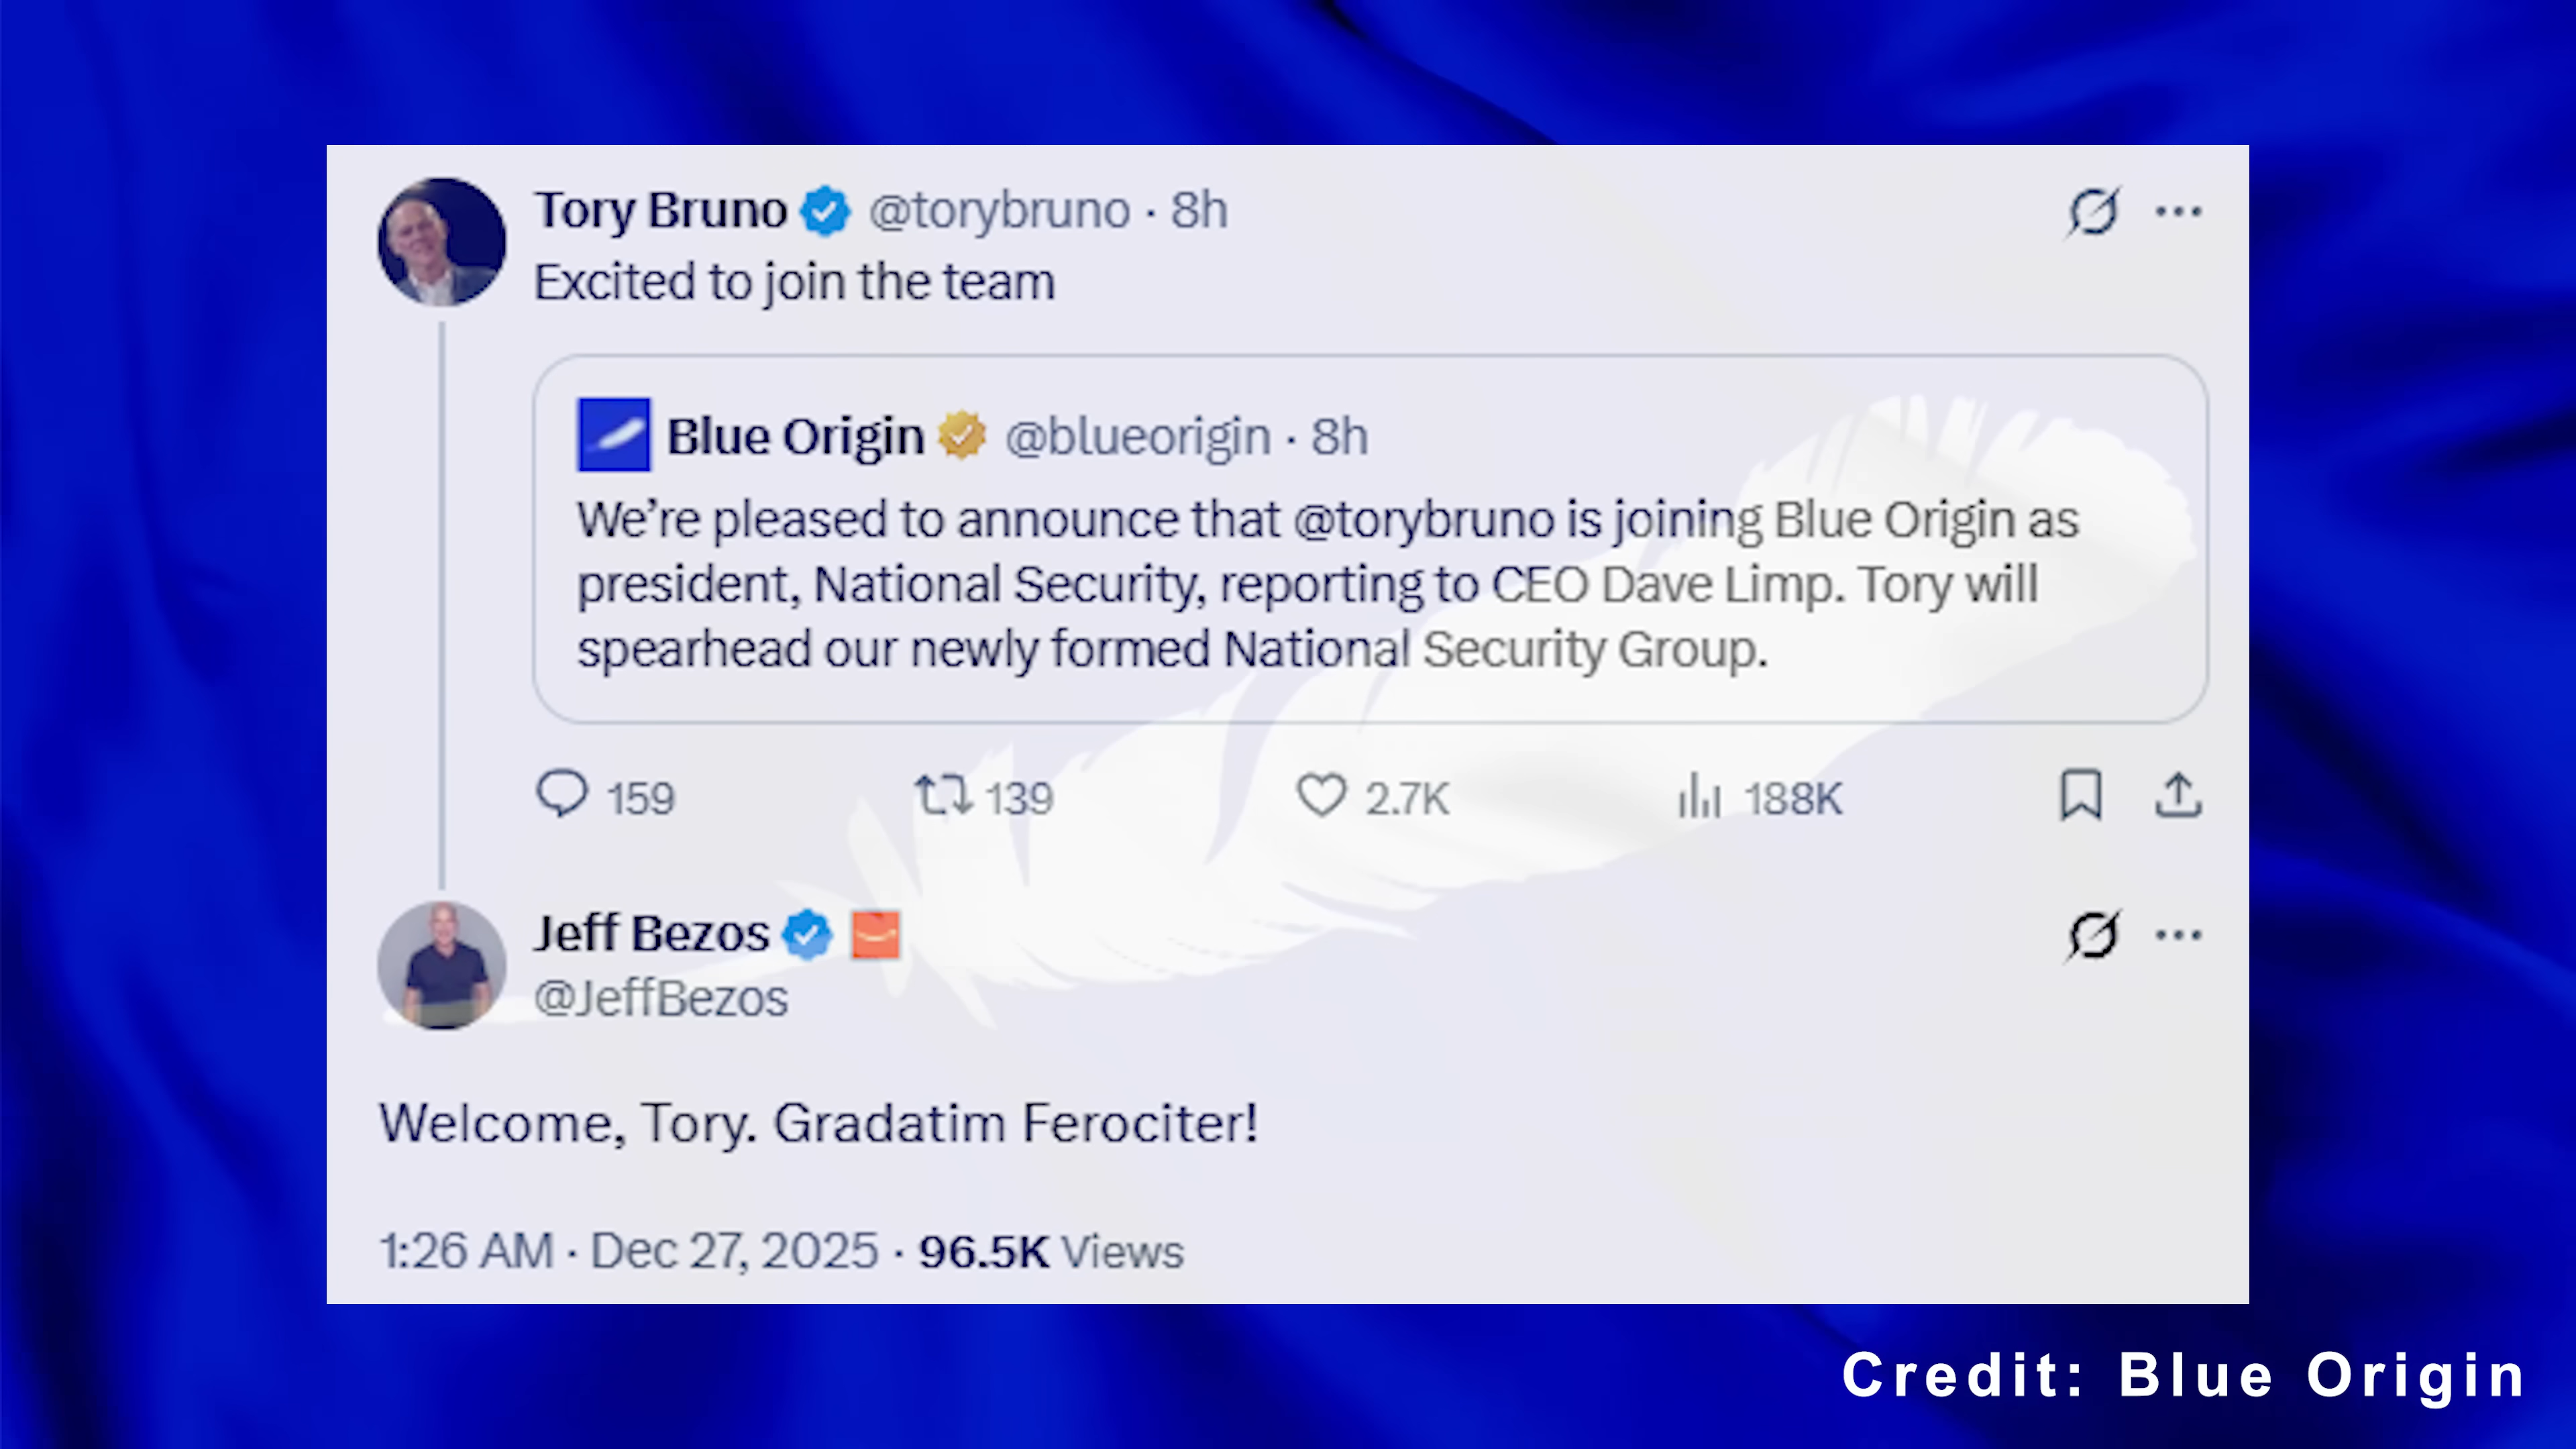 Tory Bruno @torybruno · 8h
Excited to join the team
Blue Origin @blueorigin · 8h
We’re pleased to announce that @torybruno is joining Blue Origin as
president, National Security, reporting to CEO Dave Limp. Tory will
spearhead our newly formed National Security Group.
159 139 2.7K 188K
Jeff Bezos
@JeffBezos
Welcome, Tory. Gradatim Ferociter!
1:26 AM · Dec 27, 2025 · 96.5K Views
Credit: Blue Origin